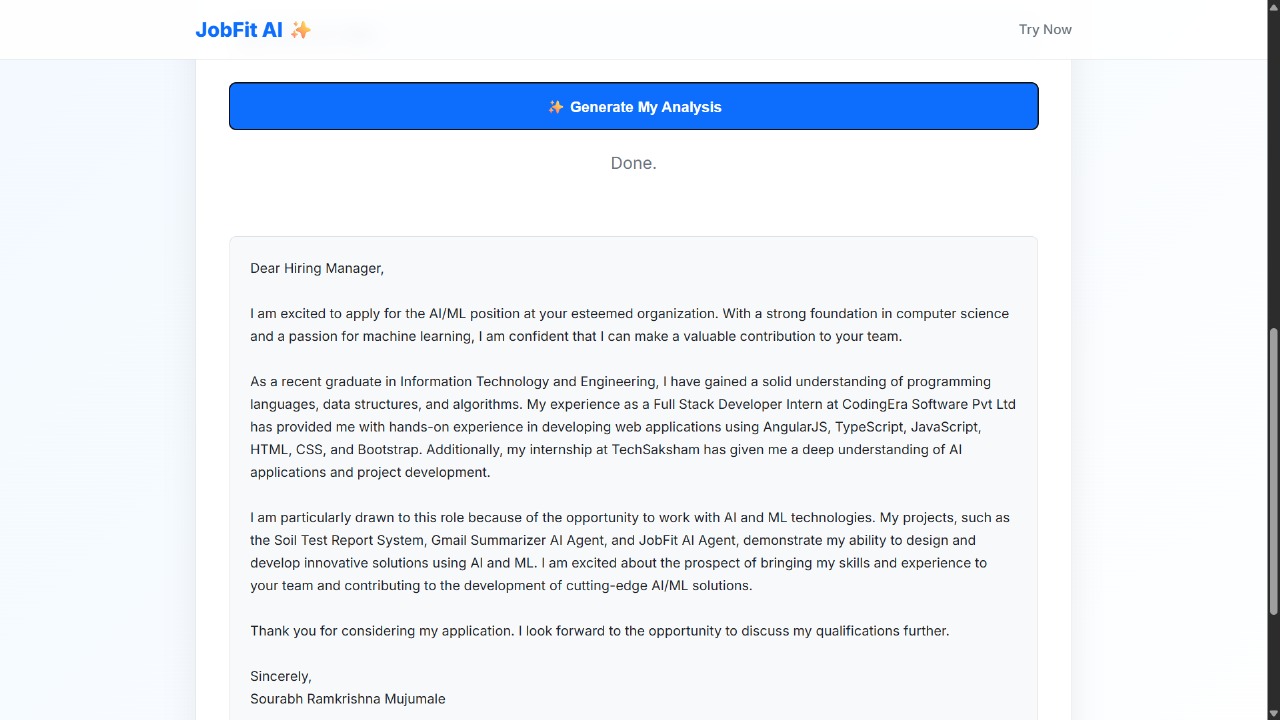 JobFit AI ✨
Try Now
✨ Generate My Analysis
Done.
Dear Hiring Manager,
I am excited to apply for the AI/ML position at your esteemed organization. With a strong foundation in computer science
and a passion for machine learning, I am confident that I can make a valuable contribution to your team.
As a recent graduate in Information Technology and Engineering, I have gained a solid understanding of programming
languages, data structures, and algorithms. My experience as a Full Stack Developer Intern at CodingEra Software Pvt Ltd
has provided me with hands-on experience in developing web applications using AngularJS, TypeScript, JavaScript,
HTML, CSS, and Bootstrap. Additionally, my internship at TechSaksham has given me a deep understanding of AI
applications and project development.
I am particularly drawn to this role because of the opportunity to work with AI and ML technologies. My projects, such as
the Soil Test Report System, Gmail Summarizer AI Agent, and JobFit AI Agent, demonstrate my ability to design and
develop innovative solutions using AI and ML. I am excited about the prospect of bringing my skills and experience to
your team and contributing to the development of cutting-edge AI/ML solutions.
Thank you for considering my application. I look forward to the opportunity to discuss my qualifications further.
Sincerely,
Sourabh Ramkrishna Mujumale